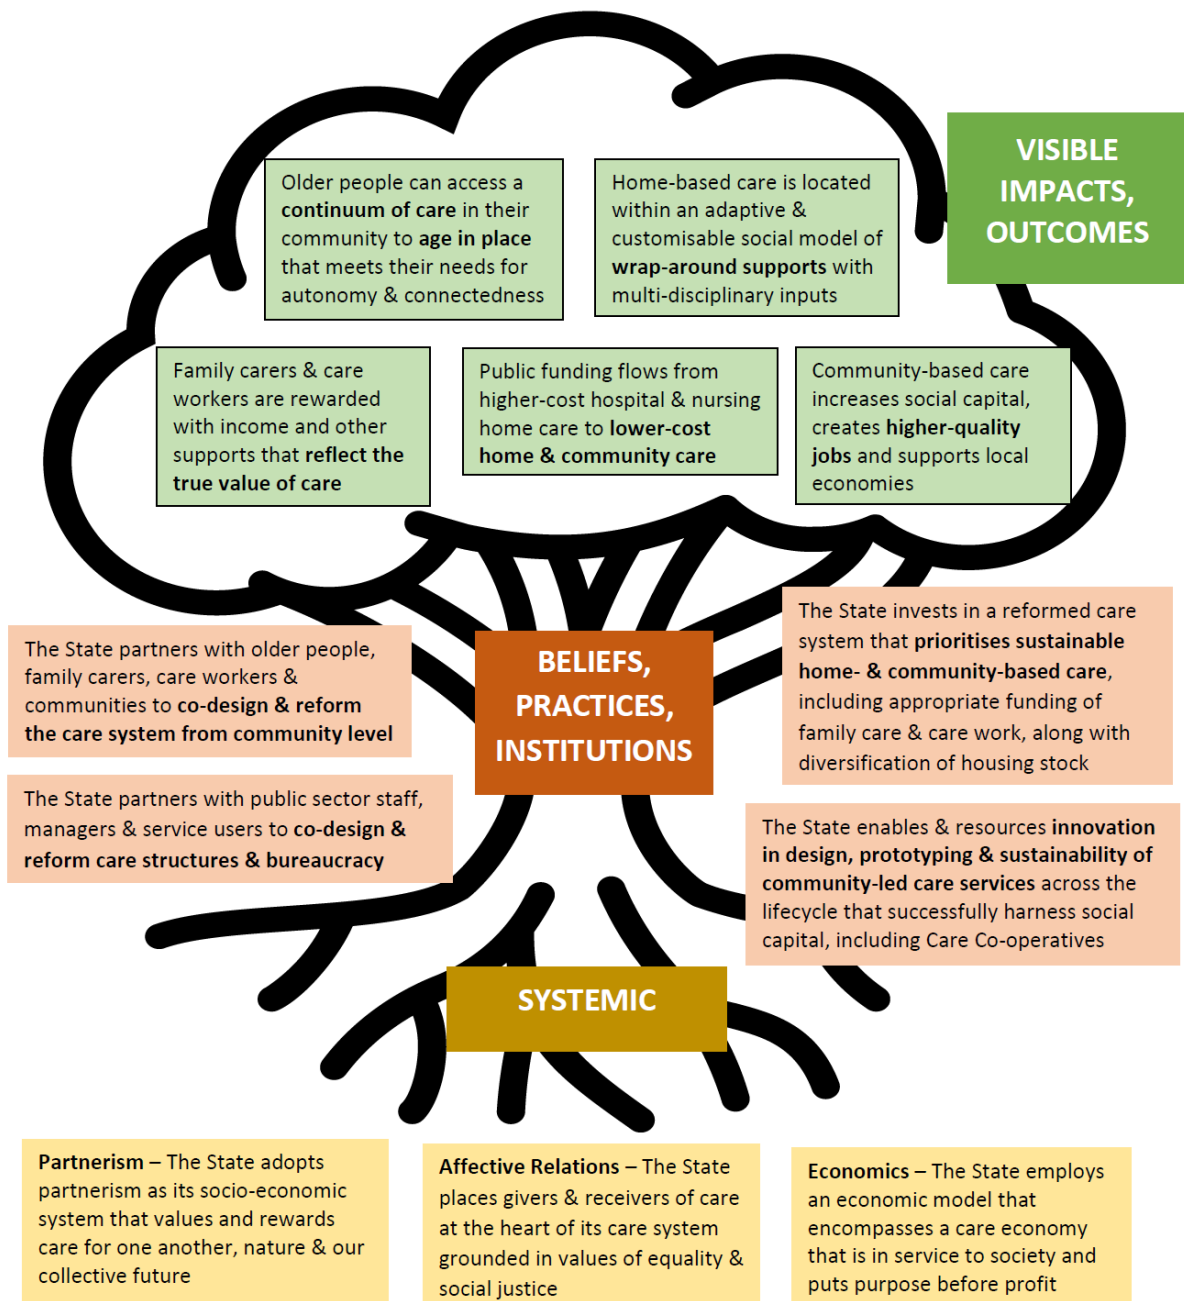 VISIBLE
IMPACTS,
OUTCOMES
Older people can access a
continuum of care in their
community to age in place
that meets their needs for
autonomy & connectedness
Home-based care is located
within an adaptive &
customisable social model of
wrap-around supports with
multi-disciplinary inputs
Family carers & care
workers are rewarded
with income and other
supports that reflect the
true value of care
Public funding flows from
higher-cost hospital & nursing
home care to lower-cost
home & community care
Community-based care
increases social capital,
creates higher-quality
jobs and supports local
economies
BELIEFS,
PRACTICES,
INSTITUTIONS
The State partners with older people,
family carers, care workers &
communities to co-design & reform
the care system from community level
The State invests in a reformed care
system that prioritises sustainable
home- & community-based care,
including appropriate funding of
family care & care work, along with
diversification of housing stock
The State partners with public sector staff,
managers & service users to co-design &
reform care structures & bureaucracy
The State enables & resources innovation
in design, prototyping & sustainability of
community-led care services across the
lifecycle that successfully harness social
capital, including Care Co-operatives
SYSTEMIC
Partnerism – The State adopts
partnerism as its socio-economic
system that values and rewards
care for one another, nature & our
collective future
Affective Relations – The State
places givers & receivers of care
at the heart of its care system
grounded in values of equality &
social justice
Economics – The State employs
an economic model that
encompasses a care economy
that is in service to society and
puts purpose before profit